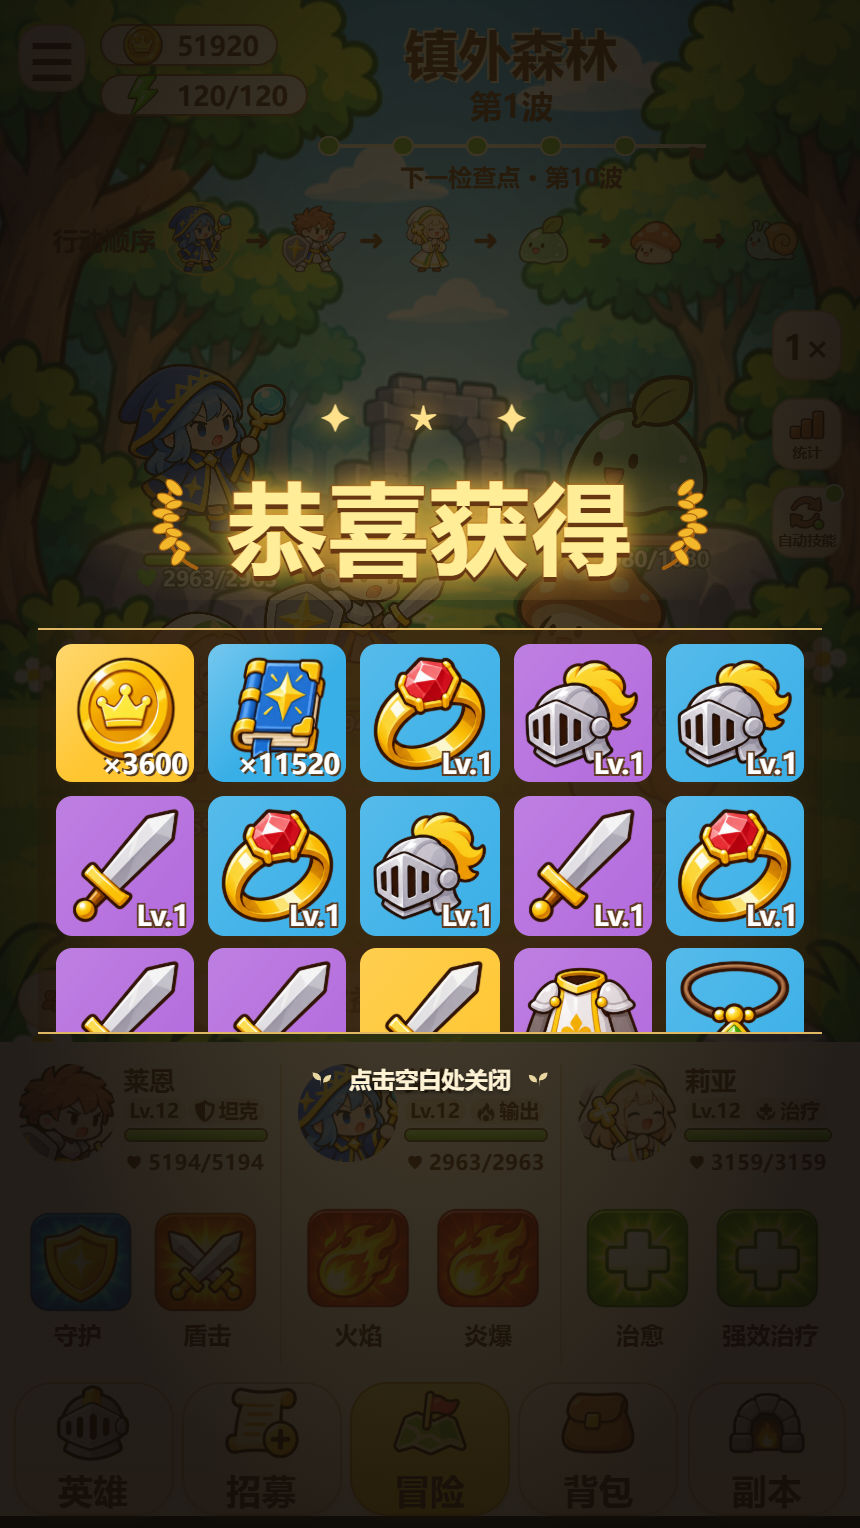 51920
120/120
镇外森林
第1波
下一检查点·第10波
行动顺序
1×
统计
自动技能
恭喜获得
2963/2963
×3600
×11520
Lv.1
Lv.1
Lv.1
Lv.1
Lv.1
Lv.1
Lv.1
Lv.1
点击空白处关闭
莱恩
Lv.12
坦克
5194/5194
Lv.12
输出
2963/2963
莉亚
Lv.12
治疗
3159/3159
守护
盾击
火焰
炎爆
治愈
强效治疗
英雄
招募
冒险
背包
副本